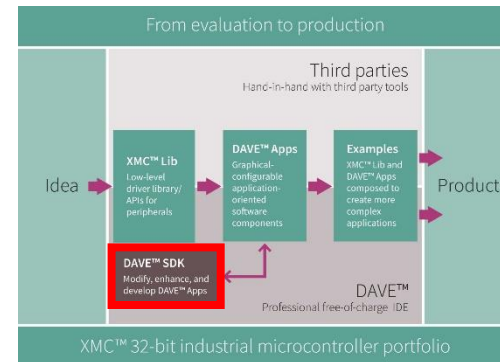 From evaluation to production
Third parties
Hand-in-hand with third party tools
Idea
XMC™ Lib
Low-level
driver library/
APIs for
peripherals
DAVE™ Apps
Graphical-
configurable
application-
oriented
software
components
Examples
XMC™ Lib and
DAVE™ Apps
composed to
create more
complex
applications
Product
DAVE™ SDK
Modify, enhance, and
develop DAVE™ Apps
DAVE™
Professional free-of-charge IDE
XMC™ 32-bit industrial microcontroller portfolio